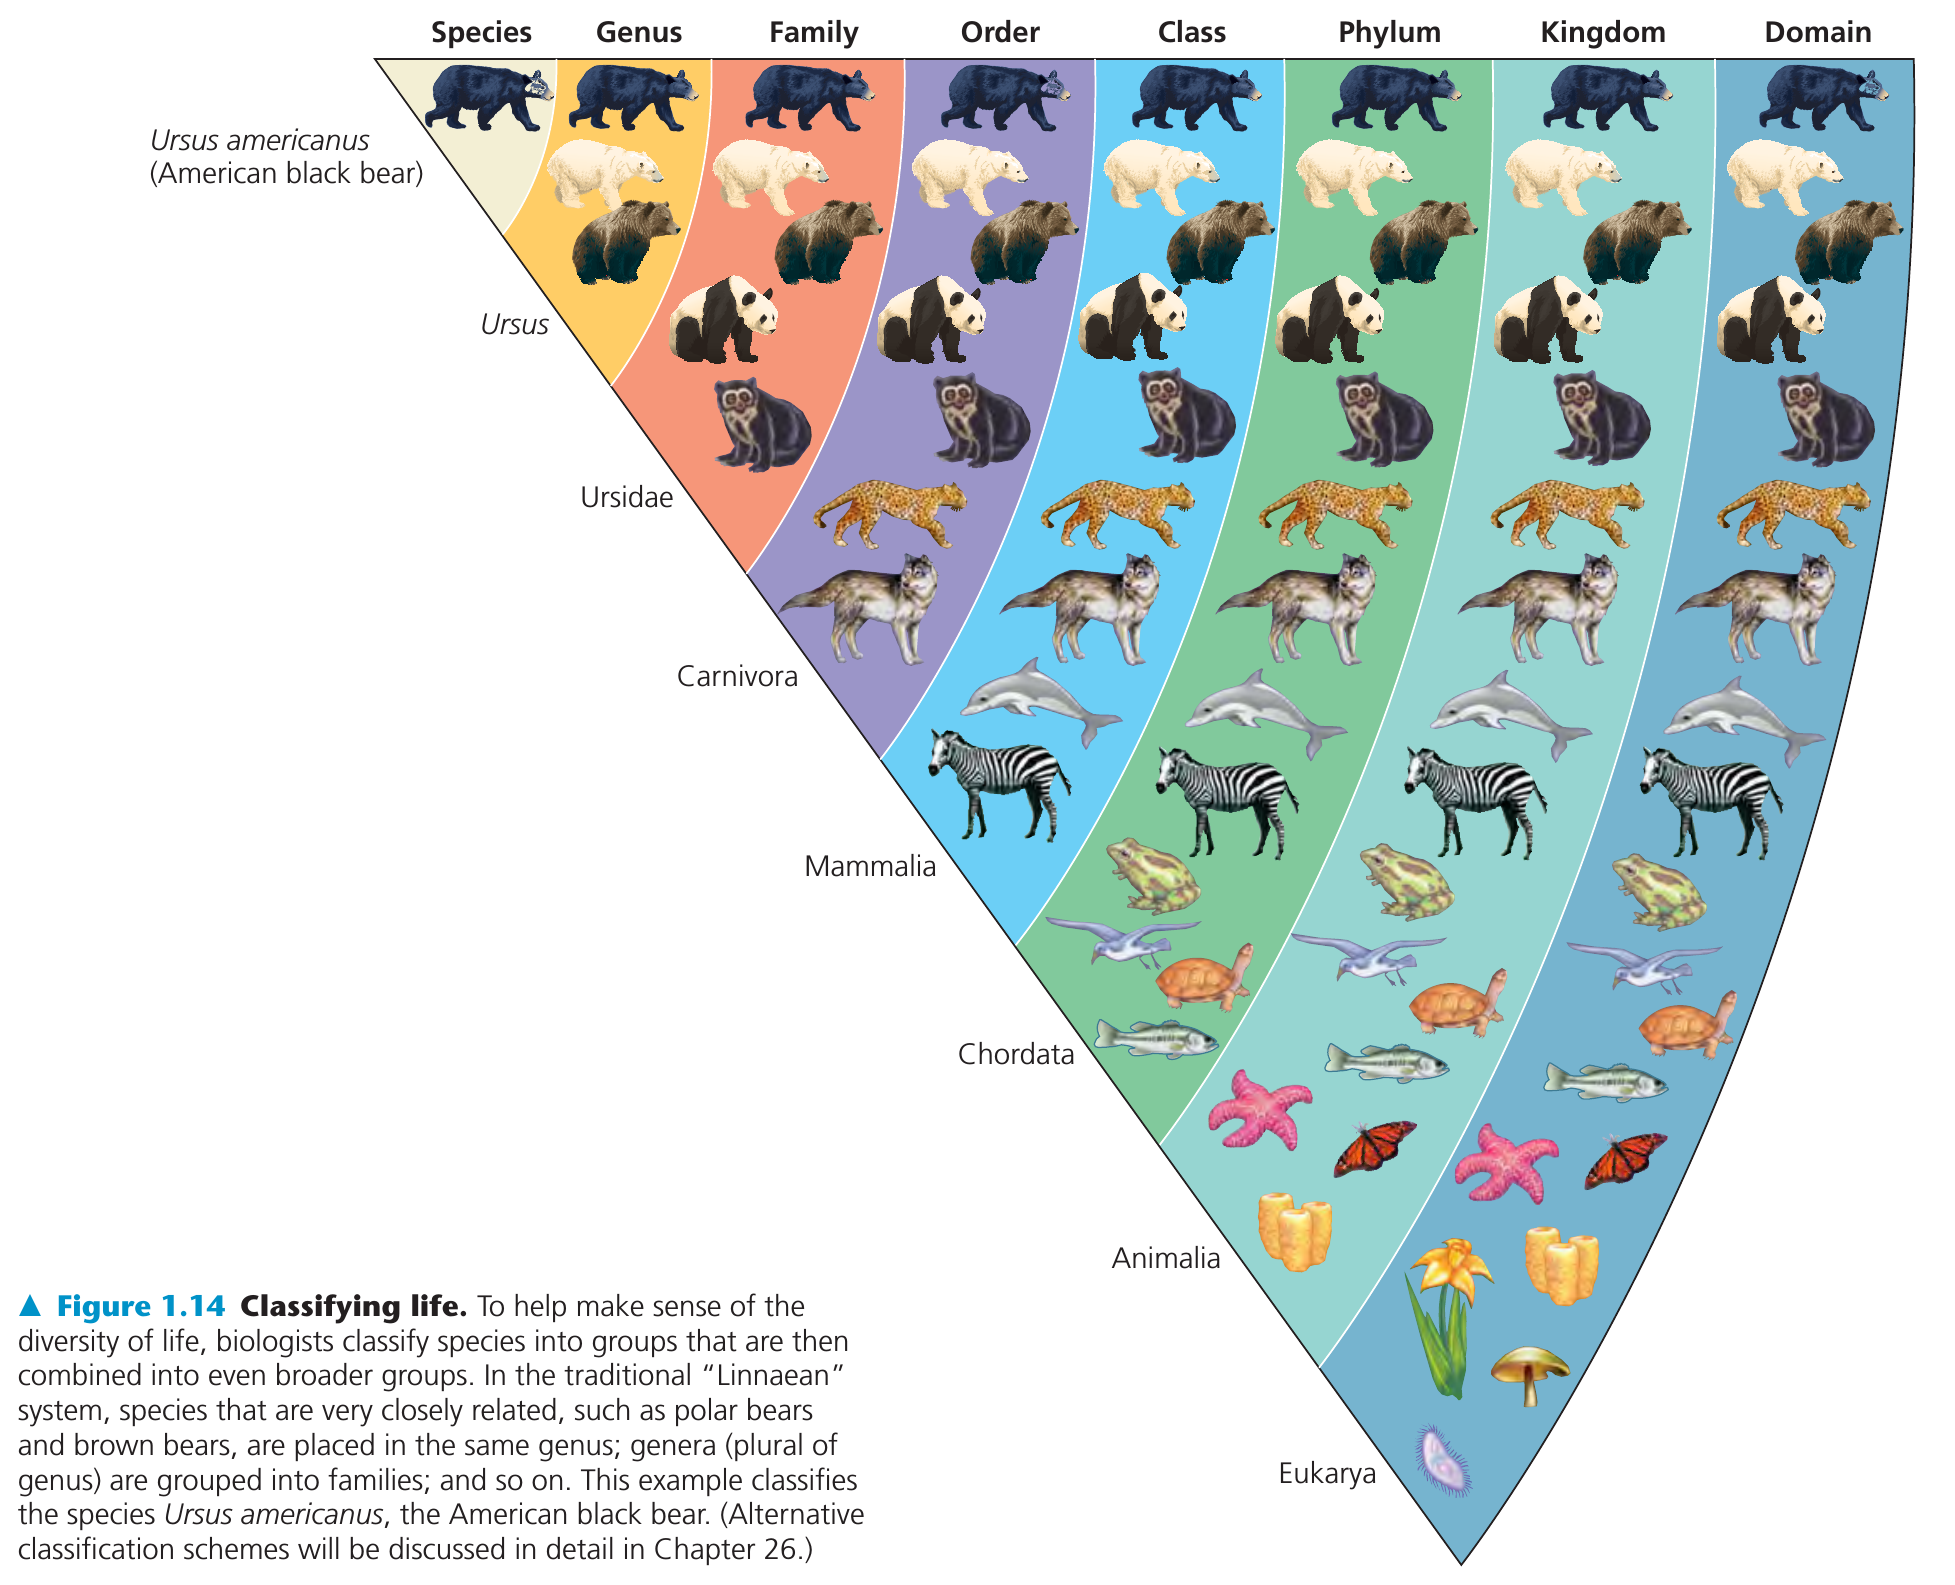 Species Genus Family Order Class Phylum Kingdom Domain
Ursus americanus
(American black bear)
Ursus
Ursidae
Carnivora
Mammalia
Chordata
Animalia
Eukarya
▲ Figure 1.14 Classifying life. To help make sense of the
diversity of life, biologists classify species into groups that are then
combined into even broader groups. In the traditional “Linnaean”
system, species that are very closely related, such as polar bears
and brown bears, are placed in the same genus; genera (plural of
genus) are grouped into families; and so on. This example classifies
the species Ursus americanus, the American black bear. (Alternative
classification schemes will be discussed in detail in Chapter 26.)